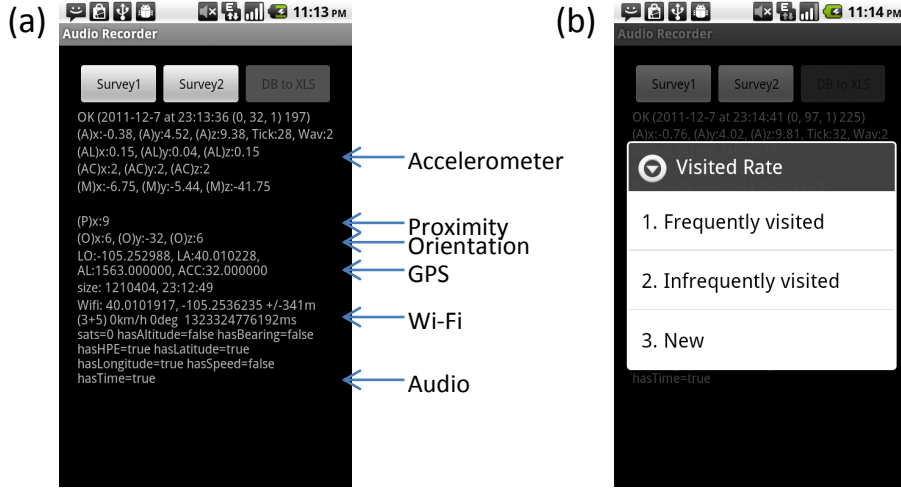 (a)
11:13 PM
Audio Recorder
Survey1 Survey2 DB to XLS
OK (2011-12-7 at 23:13:36 (0, 32, 1) 197)
(A)x:-0.38, (A)y:4.52, (A)z:9.38, Tick:28, Wav:2
(AL)x:0.15, (AL)y:0.04, (AL)z:0.15
(AC)x:2, (AC)y:2, (AC)z:2
(M)x:-6.75, (M)y:-5.44, (M)z:-41.75
(P)x:9
(O)x:6, (O)y:-32, (O)z:6
LO:-105.252988, LA:40.010228,
AL:1563.000000, ACC:32.000000
size: 1210404, 23:12:49
Wifi: 40.0101917, -105.2536235 +/-341m
(3+5) 0km/h 0deg 1323324776192ms
sats=0 hasAltitude=false hasBearing=false
hasHPE=true hasLatitude=true
hasLongitude=true hasSpeed=false
hasTime=true
Accelerometer
Proximity
Orientation
GPS
Wi-Fi
Audio
(b)
11:14 PM
Audio Recorder
Survey1 Survey2 DB to XLS
OK (2011-12-7 at 23:14:41 (0, 97, 1) 225)
(A)x:-0.76, (A)y:4.02, (A)z:9.81, Tick:32, Wav:2
Visited Rate
1. Frequently visited
2. Infrequently visited
3. New
hasTime=true